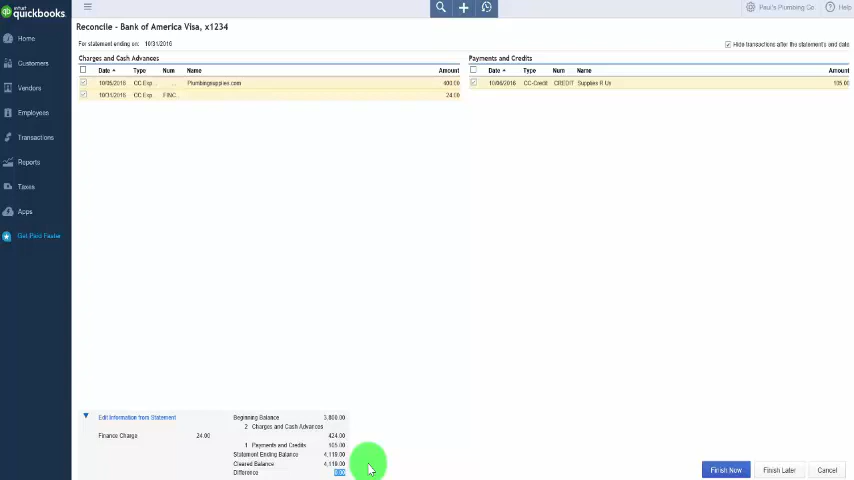 intuit
quickbooks.
Paul's Plumbing Co.
Help
Home
Customers
Vendors
Employees
Transactions
Reports
Taxes
Apps
Get Paid Faster
Reconcile - Bank of America Visa, x1234
For statement ending on: 10/31/2016
Hide transactions after the statement's end date
Charges and Cash Advances
Date Type Num Name Amount
10/05/2016 CC Exp... ... Plumbingsupplies.com 400.00
10/31/2016 CC Exp... FINC... 24.00
Payments and Credits
Date Type Num Name Amount
10/06/2016 CC-Credit CREDIT Supplies R Us 105.00
Edit Information from Statement
Finance Charge 24.00
Beginning Balance 3,800.00
2 Charges and Cash Advances 424.00
1 Payments and Credits 105.00
Statement Ending Balance 4,119.00
Cleared Balance 4,119.00
Difference 0.00
Finish Now
Finish Later
Cancel